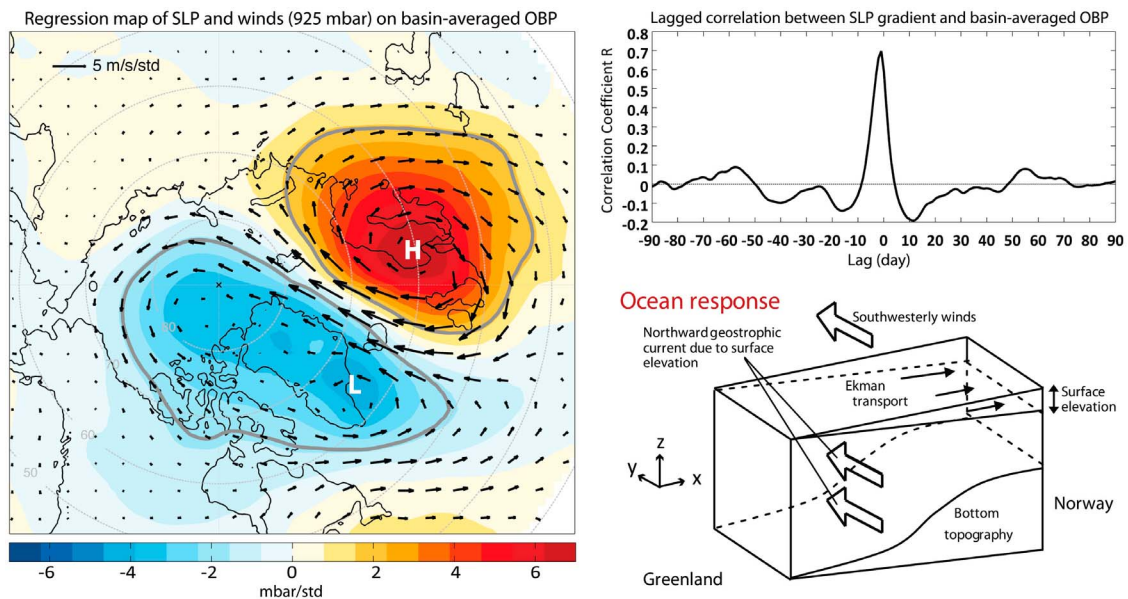 Regression map of SLP and winds (925 mbar) on basin-averaged OBP
5 m/s/std
H
L
0
60
70
60
50
-6 -4 -2 0 2 4 6
mbar/std
Lagged correlation between SLP gradient and basin-averaged OBP
Correlation Coefficient R
0.8
0.7
0.6
0.5
0.4
0.3
0.2
0.1
0
-0.1
-0.2
-90 -80 -70 -60 -50 -40 -30 -20 -10 0 10 20 30 40 50 60 70 80 90
Lag (day)
Ocean response
Southwesterly winds
Northward geostrophic
current due to surface
elevation
Ekman
transport
Surface
elevation
z
y
x
Bottom
topography
Norway
Greenland